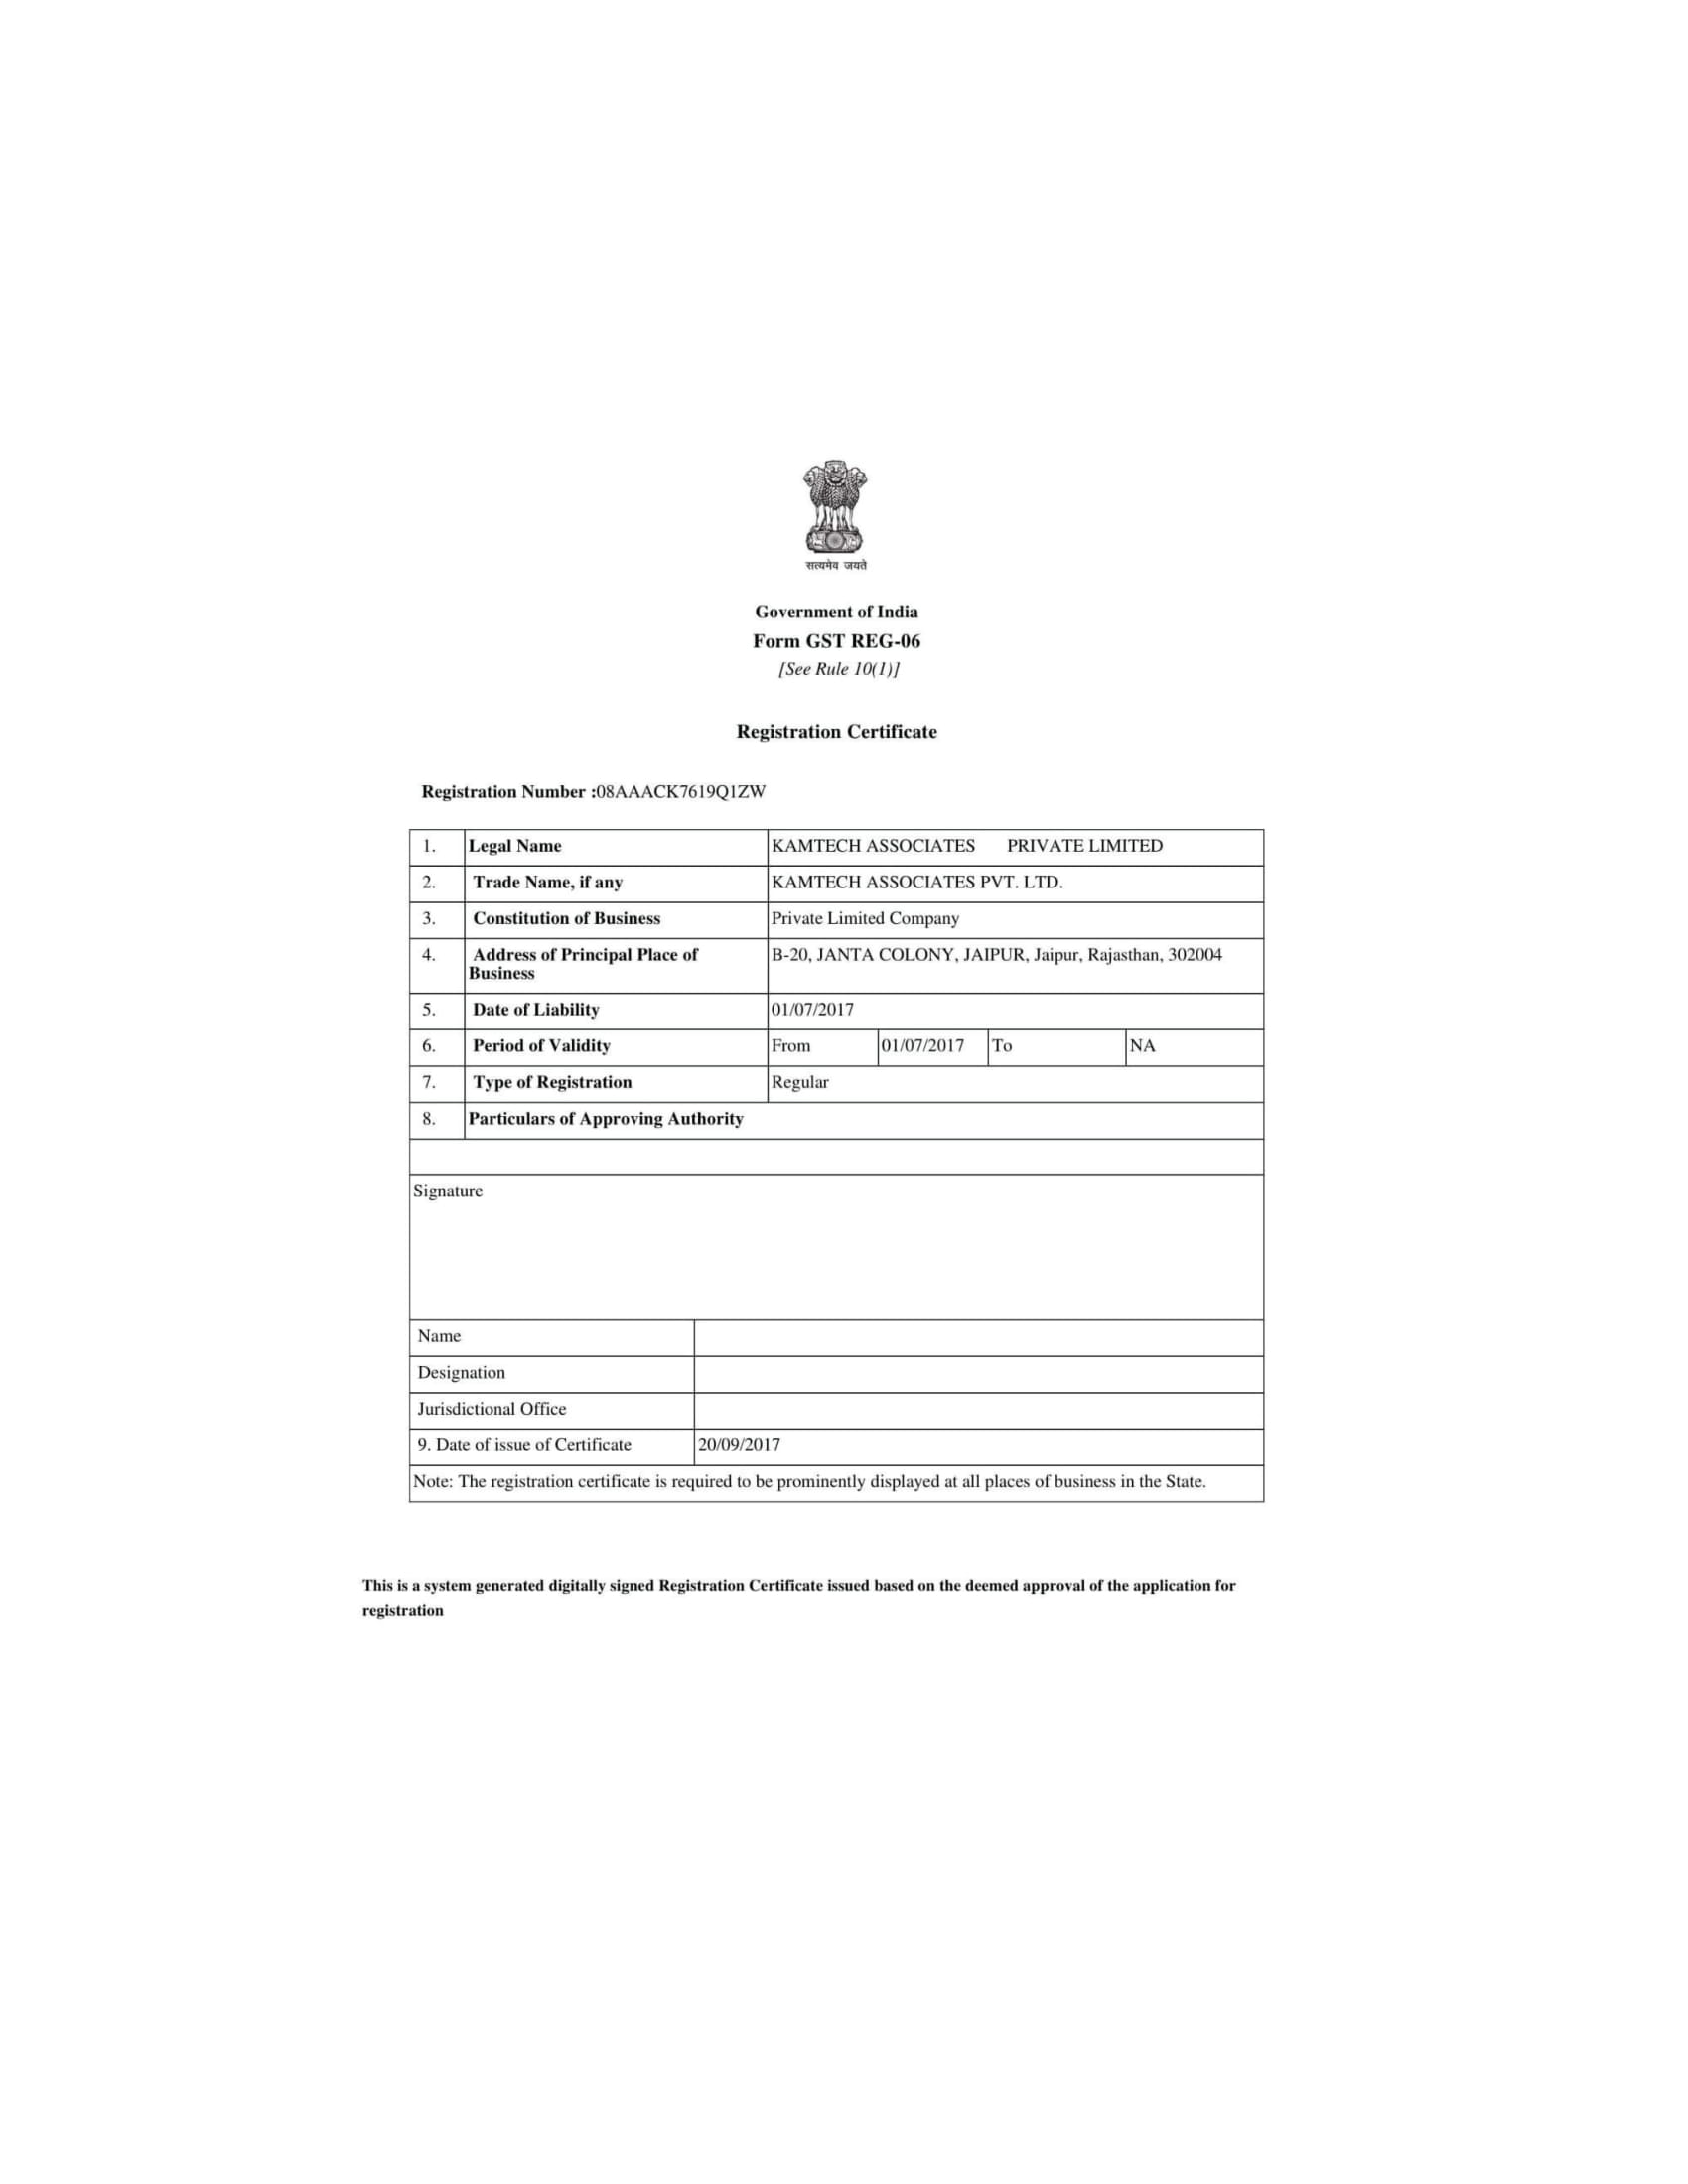 सत्यमेव जयते
Government of India
Form GST REG-06
[See Rule 10(1)]
Registration Certificate
Registration Number :08AAACK7619Q1ZW
1. Legal Name KAMTECH ASSOCIATES PRIVATE LIMITED
2. Trade Name, if any KAMTECH ASSOCIATES PVT. LTD.
3. Constitution of Business Private Limited Company
4. Address of Principal Place of B-20, JANTA COLONY, JAIPUR, Jaipur, Rajasthan, 302004
Business
5. Date of Liability 01/07/2017
6. Period of Validity From 01/07/2017 To NA
7. Type of Registration Regular
8. Particulars of Approving Authority
Signature
Name
Designation
Jurisdictional Office
9. Date of issue of Certificate 20/09/2017
Note: The registration certificate is required to be prominently displayed at all places of business in the State.
This is a system generated digitally signed Registration Certificate issued based on the deemed approval of the application for
registration